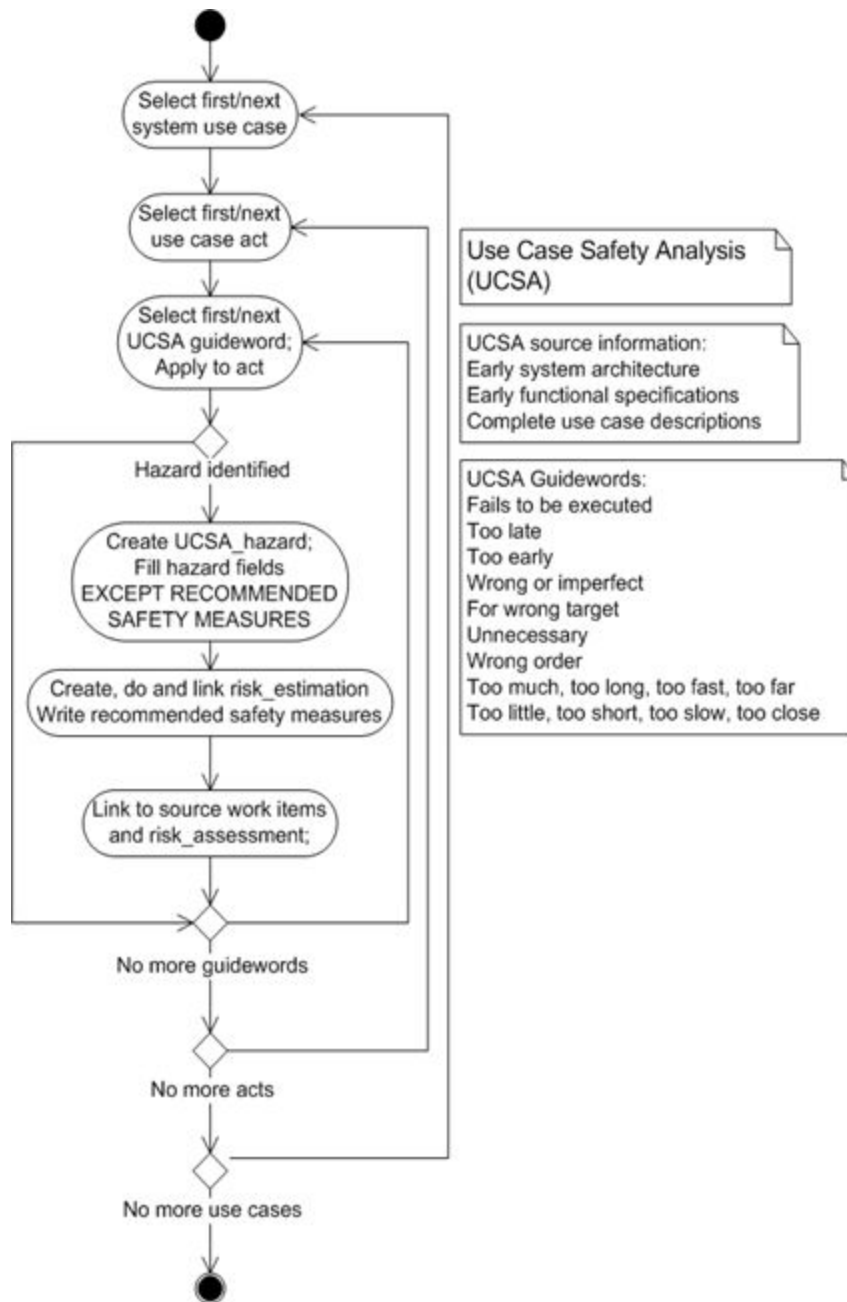 Select first/next
system use case
Select first/next
use case act
Select first/next
UCSA guideword;
Apply to act
Hazard identified
Create UCSA_hazard;
Fill hazard fields
EXCEPT RECOMMENDED
SAFETY MEASURES
Create, do and link risk_estimation
Write recommended safety measures
Link to source work items
and risk_assessment;
No more guidewords
No more acts
No more use cases
Use Case Safety Analysis
(UCSA)
UCSA source information:
Early system architecture
Early functional specifications
Complete use case descriptions
UCSA Guidewords:
Fails to be executed
Too late
Too early
Wrong or imperfect
For wrong target
Unnecessary
Wrong order
Too much, too long, too fast, too far
Too little, too short, too slow, too close